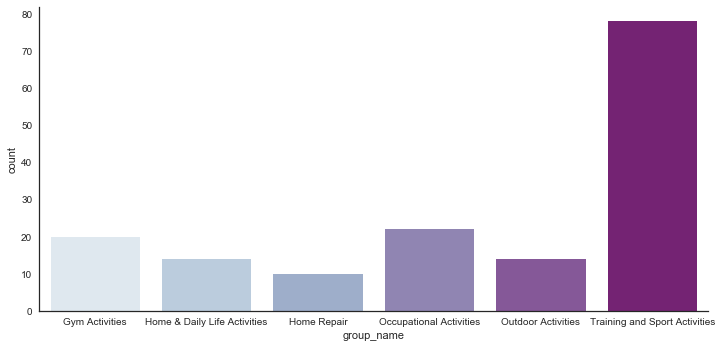 80
70
60
50
40
30
20
10
0
count
Gym Activities
Home & Daily Life Activities
Home Repair
Occupational Activities
Outdoor Activities
Training and Sport Activities
group_name